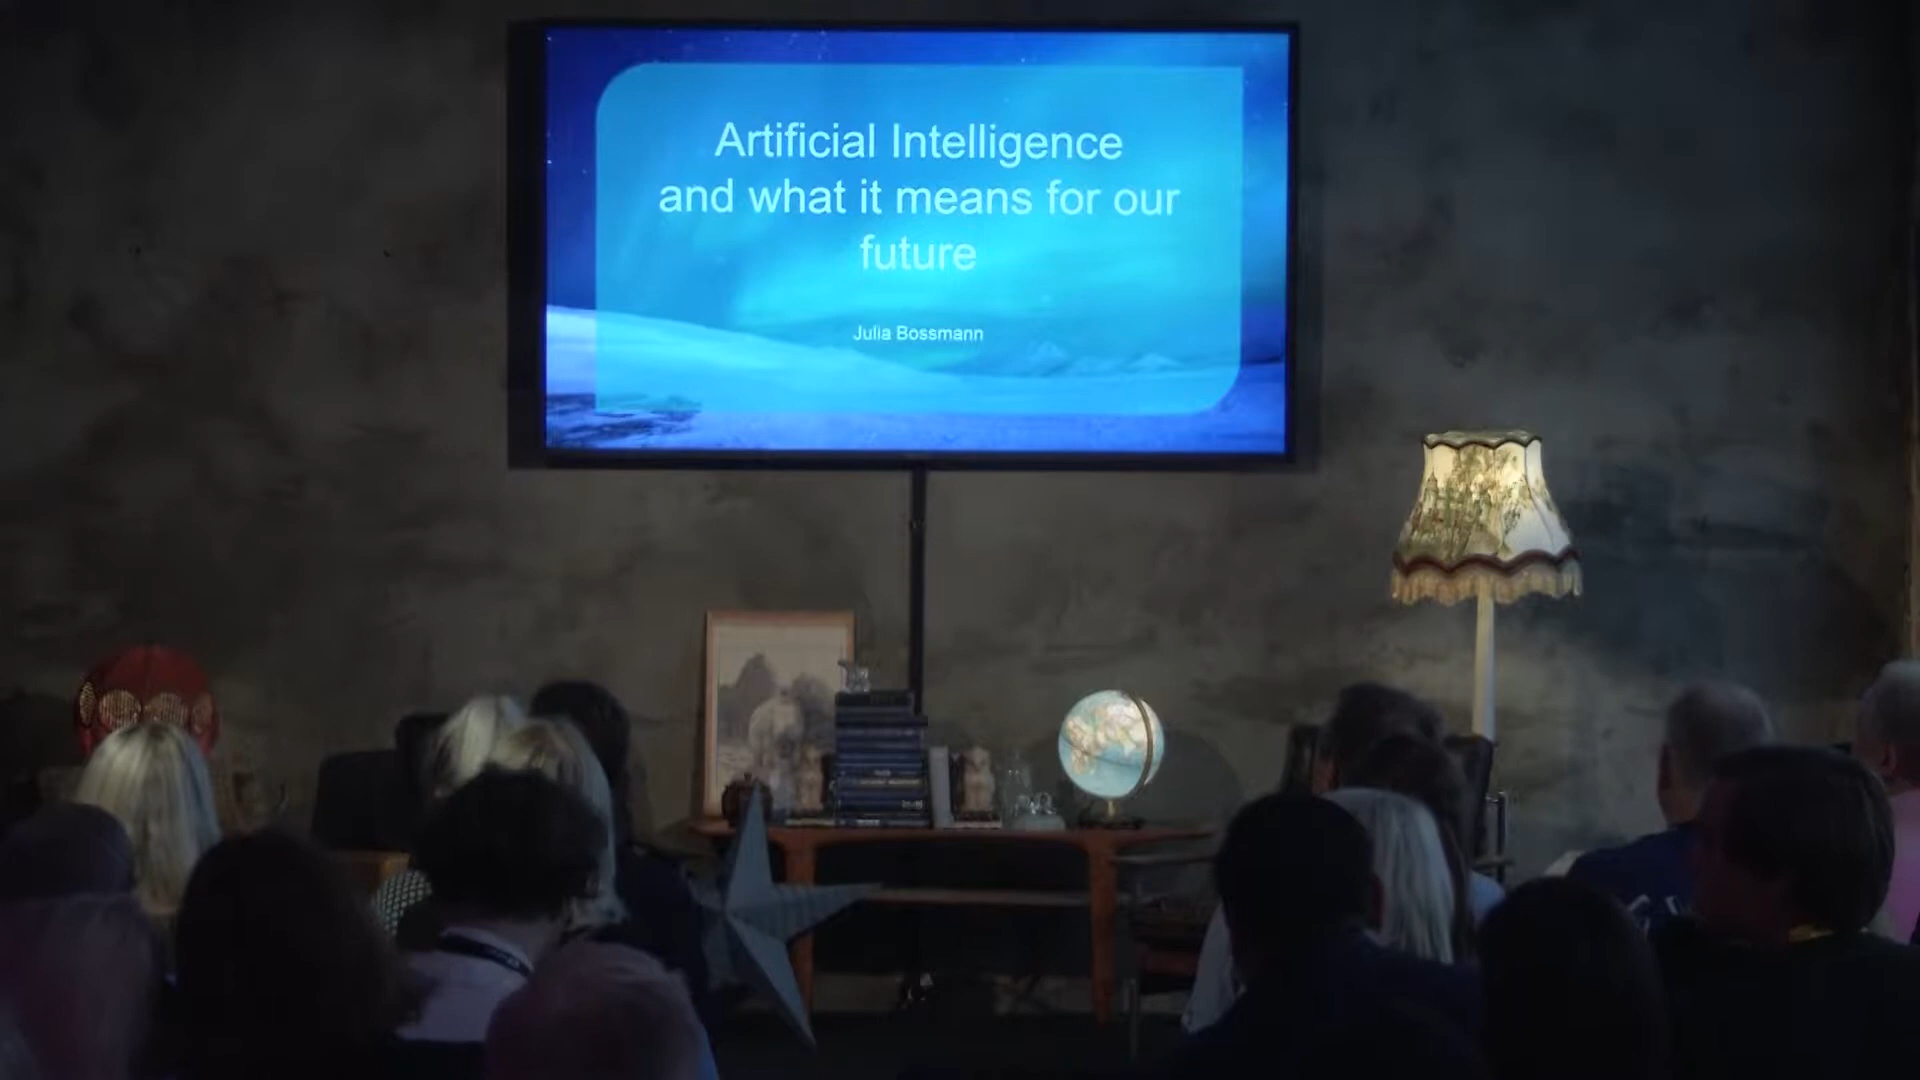 Artificial Intelligence
and what it means for our
future
Julia Bossmann